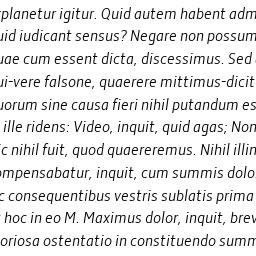 rplanetur igitur. Quid autem habent adm
uid iudicant sensus? Negare non possum
uae cum essent dicta, discessimus. Sed
ui-vere falsone, quaerere mittimus-dicit
uorum sine causa fieri nihil putandum es
ille ridens: Video, inquit, quid agas; Non
c nihil fuit, quod quaereremus. Nihil illin
ompensabatur, inquit, cum summis dolo
c consequentibus vestris sublatis prima
hoc in eo M. Maximus dolor, inquit, brev
oriosa ostentatio in constituendo summ